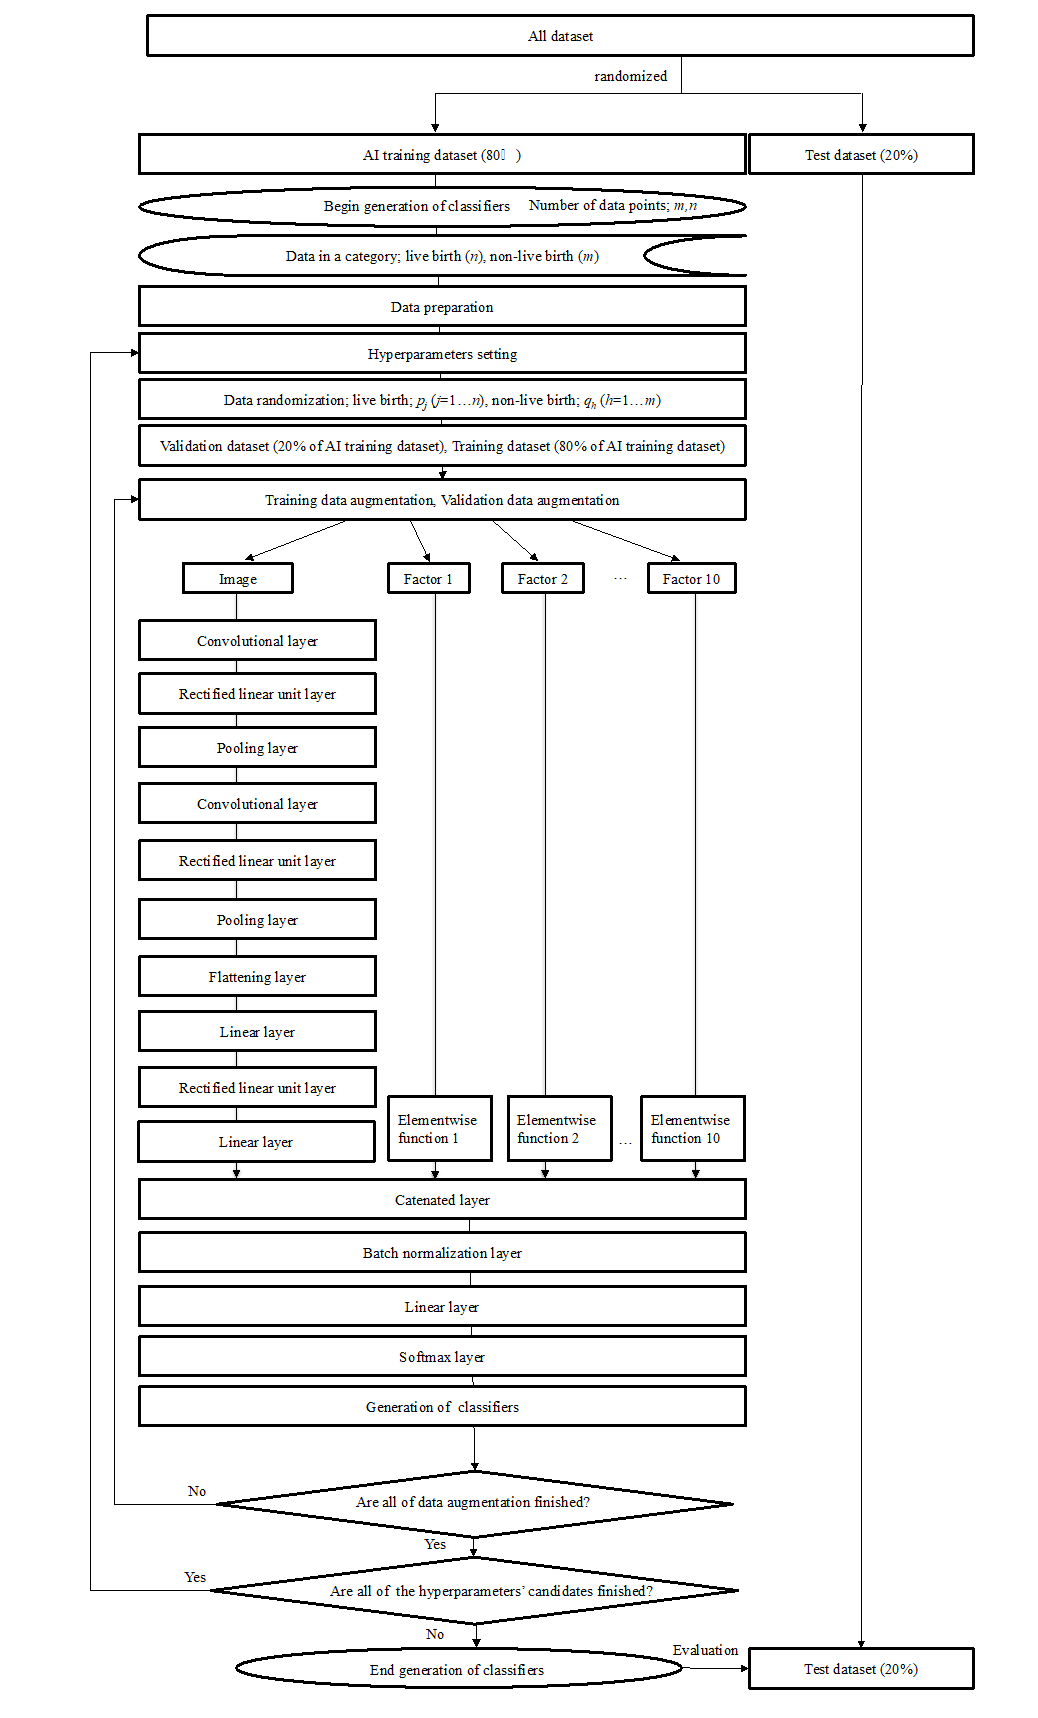 All dataset
randomized
AI training dataset (80 )
Test dataset (20%)
Begin generation of classifiers Number of data points; m,n
Data in a category; live birth (n), non-live birth (m)
Data preparation
Hyperparameters setting
Data randomization; live birth; pj (j=1…n), non-live birth; qh (h=1…m)
Validation dataset (20% of AI training dataset), Training dataset (80% of AI training dataset)
Training data augmentation, Validation data augmentation
Image
Factor 1
Factor 2
…
Factor 10
Convolutional layer
Rectified linear unit layer
Pooling layer
Convolutional layer
Rectified linear unit layer
Pooling layer
Flattening layer
Linear layer
Rectified linear unit layer
Linear layer
Elementwise
function 1
Elementwise
function 2
…
Elementwise
function 10
Catenated layer
Batch normalization layer
Linear layer
Softmax layer
Generation of classifiers
No
Are all of data augmentation finished?
Yes
Yes
Are all of the hyperparameters’ candidates finished?
No
End generation of classifiers
Evaluation
Test dataset (20%)